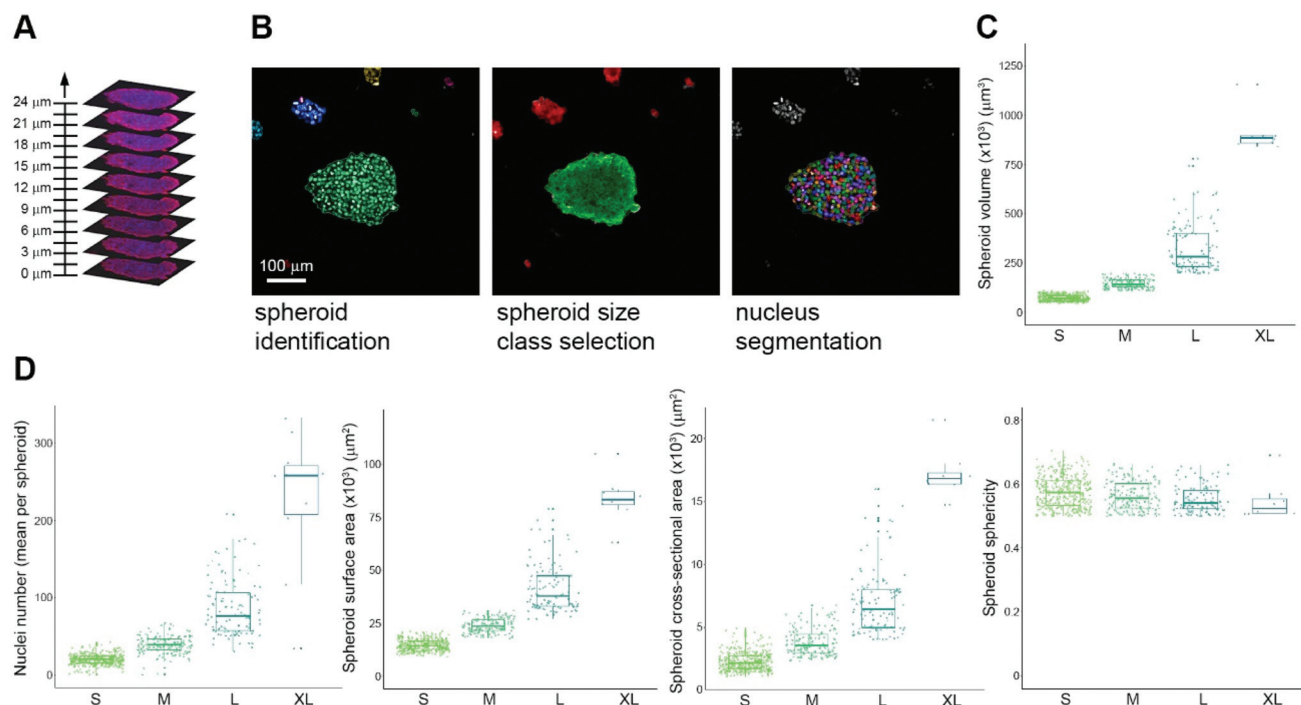 A
24 μm
21 μm
18 μm
15 μm
12 μm
9 μm
6 μm
3 μm
0 μm
B
100 μm
spheroid
identification
spheroid size
class selection
nucleus
segmentation
C
Spheroid volume (x10³) (μm³)
1250
1000
750
500
250
0
S M L XL
D
Nuclei number (mean per spheroid)
300
200
100
0
S M L XL
Spheroid surface area (x10³) (μm²)
100
75
50
25
0
S M L XL
Spheroid cross-sectional area (x10³) (μm²)
20
15
10
5
0
S M L XL
Spheroid sphericity
0.8
0.6
0.4
0.2
0
S M L XL